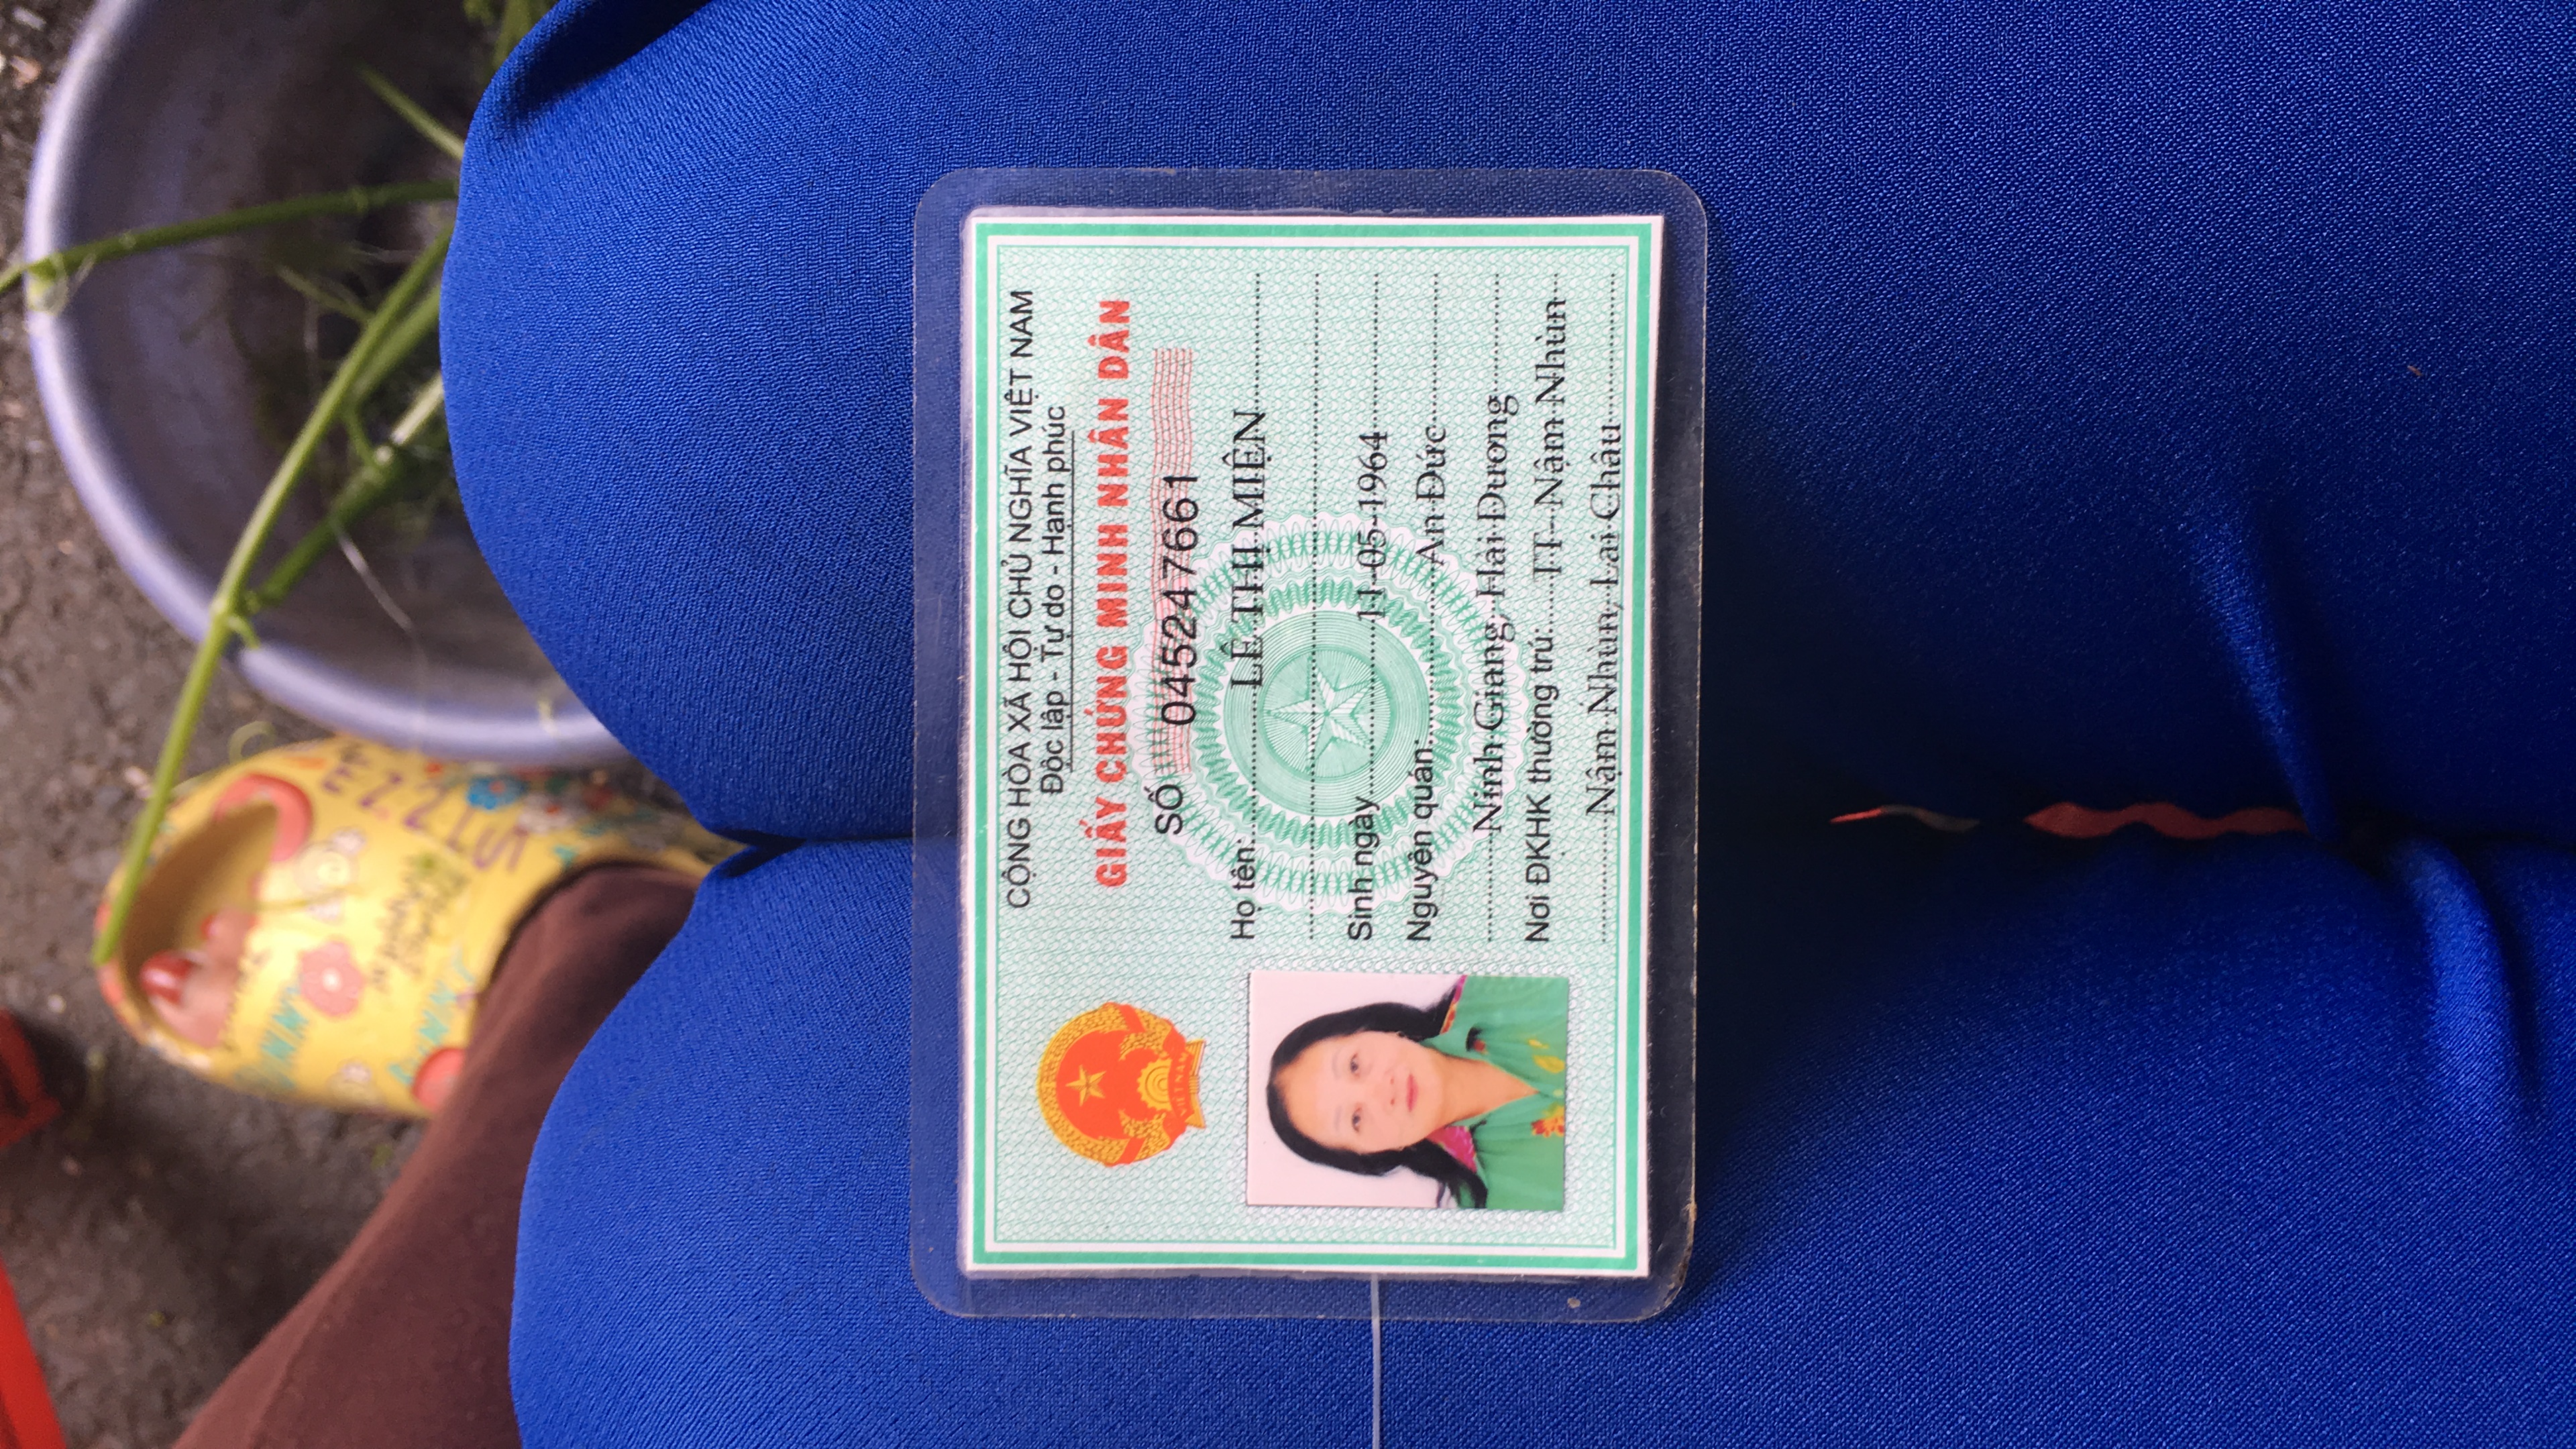 CỘNG HÒA XÃ HỘI CHỦ NGHĨA VIỆT NAM
Độc lập - Tự do - Hạnh phúc
GIẤY CHỨNG MINH NHÂN DÂN
SỐ 045247661
VIET NAM
Họ tên: LÊ THỊ MIỆN
Sinh ngày 11-05-1964
Nguyên quán: An Đức
Ninh Giang, Hải Dương
Nơi ĐKHK thường trú: TT- Nậm Nhùn
Nậm Nhùn, Lai Châu